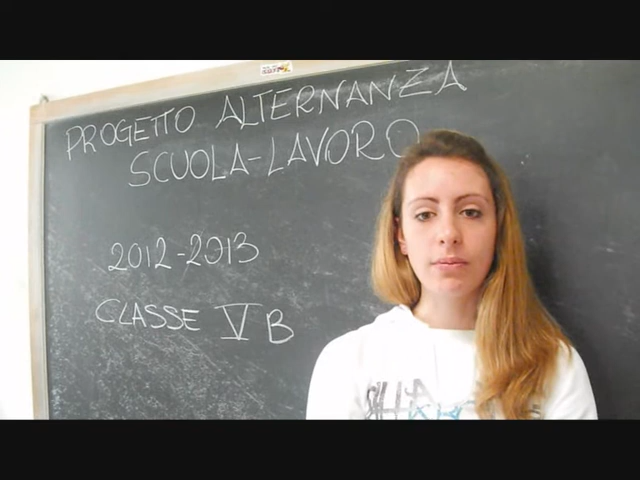 PROGETTO ALTERNANZA
SCUOLA-LAVORO
2012-2013
CLASSE V B